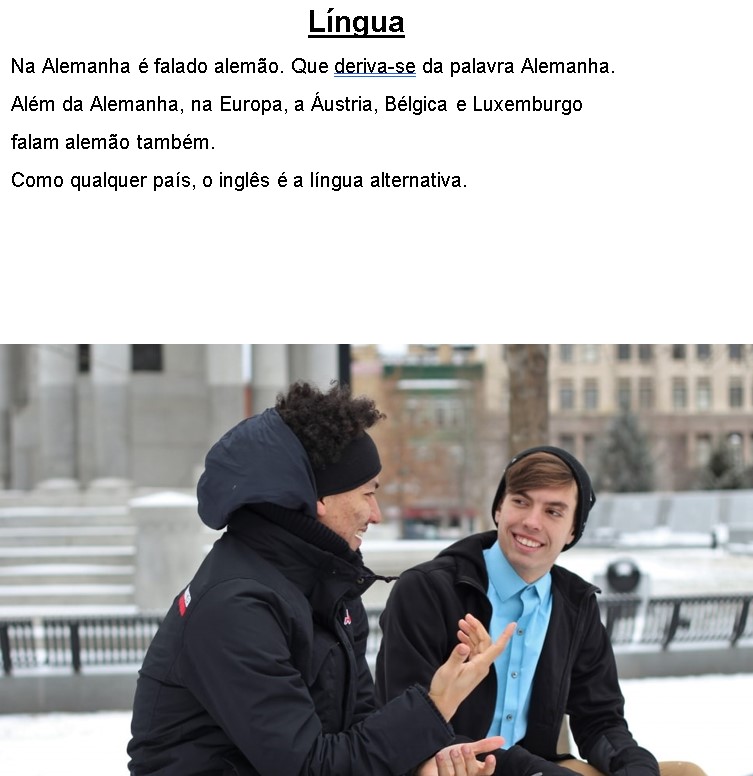 Língua
Na Alemanha é falado alemão. Que deriva-se da palavra Alemanha.
Além da Alemanha, na Europa, a Áustria, Bélgica e Luxemburgo
falam alemão também.
Como qualquer país, o inglês é a língua alternativa.